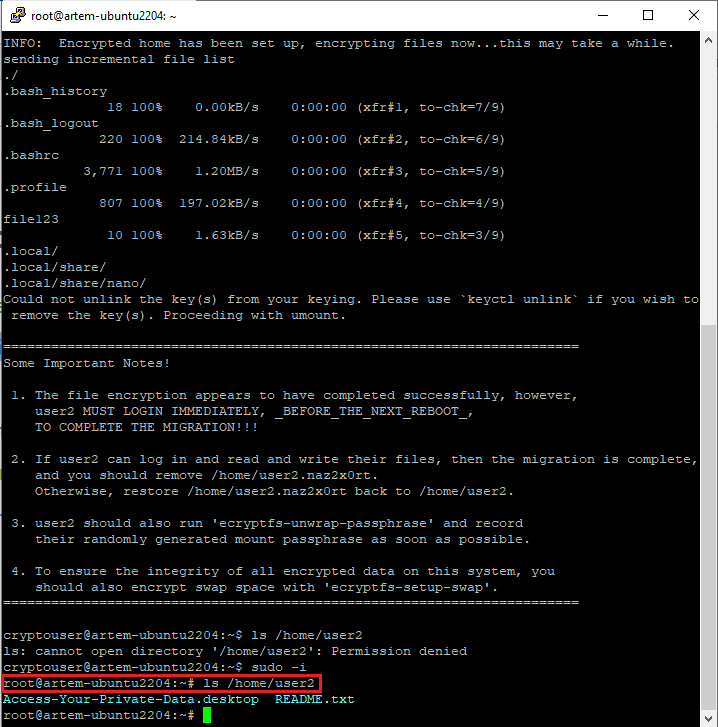 root@artem-ubuntu2204: ~
INFO:  Encrypted home has been set up, encrypting files now...this may take a while.
sending incremental file list
./
.bash_history
             18 100%    0.00kB/s    0:00:00 (xfr#1, to-chk=7/9)
.bash_logout
            220 100%  214.84kB/s    0:00:00 (xfr#2, to-chk=6/9)
.bashrc
          3,771 100%    1.20MB/s    0:00:00 (xfr#3, to-chk=5/9)
.profile
            807 100%  197.02kB/s    0:00:00 (xfr#4, to-chk=4/9)
file123
             10 100%    1.63kB/s    0:00:00 (xfr#5, to-chk=3/9)
.local/
.local/share/
.local/share/nano/
Could not unlink the key(s) from your keying. Please use `keyctl unlink` if you wish to
 remove the key(s). Proceeding with umount.
========================================================================
Some Important Notes!
 1. The file encryption appears to have completed successfully, however,
    user2 MUST LOGIN IMMEDIATELY, _BEFORE_THE_NEXT_REBOOT_,
    TO COMPLETE THE MIGRATION!!!
 2. If user2 can log in and read and write their files, then the migration is complete,
    and you should remove /home/user2.naz2x0rt.
    Otherwise, restore /home/user2.naz2x0rt back to /home/user2.
 3. user2 should also run 'ecryptfs-unwrap-passphrase' and record
    their randomly generated mount passphrase as soon as possible.
 4. To ensure the integrity of all encrypted data on this system, you
    should also encrypt swap space with 'ecryptfs-setup-swap'.
========================================================================
cryptouser@artem-ubuntu2204:~$ ls /home/user2
ls: cannot open directory '/home/user2': Permission denied
cryptouser@artem-ubuntu2204:~$ sudo -i
root@artem-ubuntu2204:~# ls /home/user2
Access-Your-Private-Data.desktop  README.txt
root@artem-ubuntu2204:~#